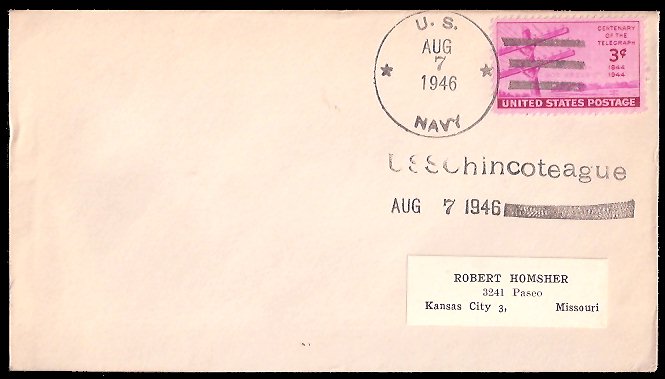 U. S.
AUG
7
1946
NAVY
CENTENARY
OF THE
TELEGRAPH
3¢
1844
1944
UNITED STATES POSTAGE
USS Chincoteague
AUG 7 1946
ROBERT HOMSHER
3241 Paseo
Kansas City 3, Missouri